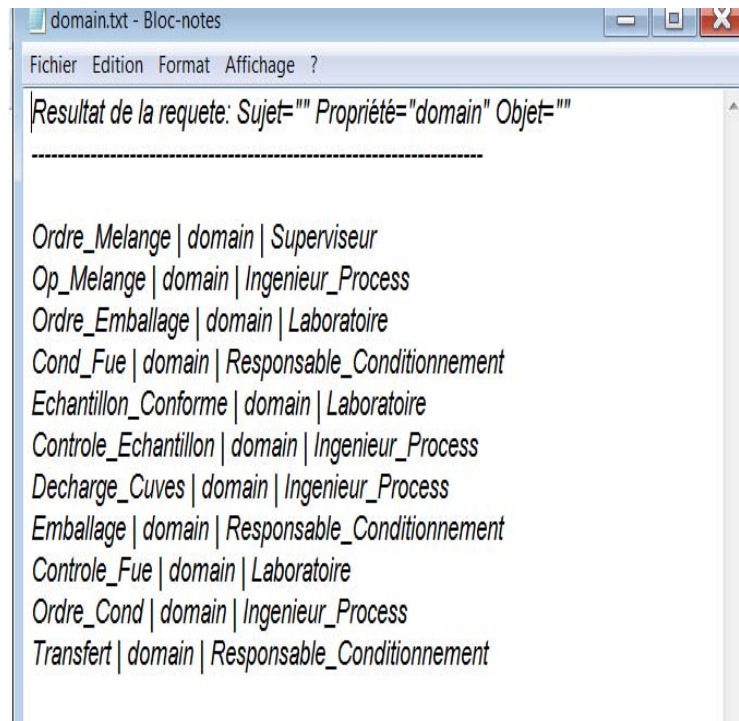 domain.txt - Bloc-notes
Fichier Edition Format Affichage ?
Resultat de la requete: Sujet="" Propriété="domain" Objet=""
----------------------------------------------------------------------
Ordre_Melange | domain | Superviseur
Op_Melange | domain | Ingenieur_Process
Ordre_Emballage | domain | Laboratoire
Cond_Fue | domain | Responsable_Conditionnement
Echantillon_Conforme | domain | Laboratoire
Controle_Echantillon | domain | Ingenieur_Process
Decharge_Cuves | domain | Ingenieur_Process
Emballage | domain | Responsable_Conditionnement
Controle_Fue | domain | Laboratoire
Ordre_Cond | domain | Ingenieur_Process
Transfert | domain | Responsable_Conditionnement